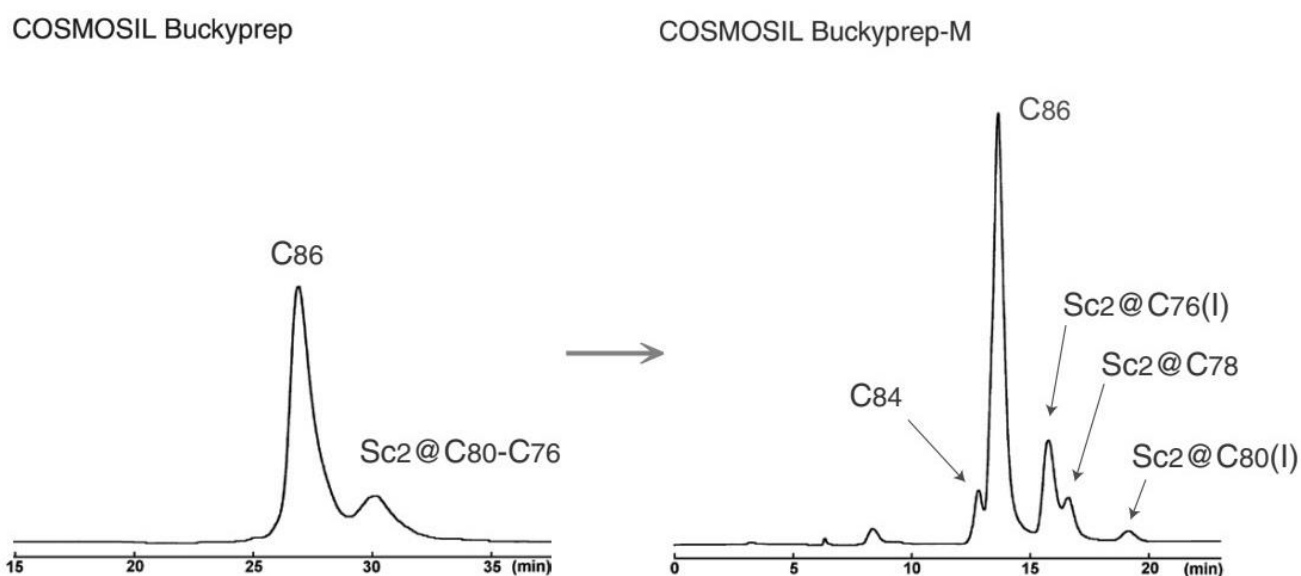 COSMOSIL Buckyprep
C86
Sc2@C80-C76
15 20 25 30 35 (min)
COSMOSIL Buckyprep-M
C86
Sc2@C76(I)
Sc2@C78
C84
Sc2@C80(I)
0 5 10 15 20 (min)